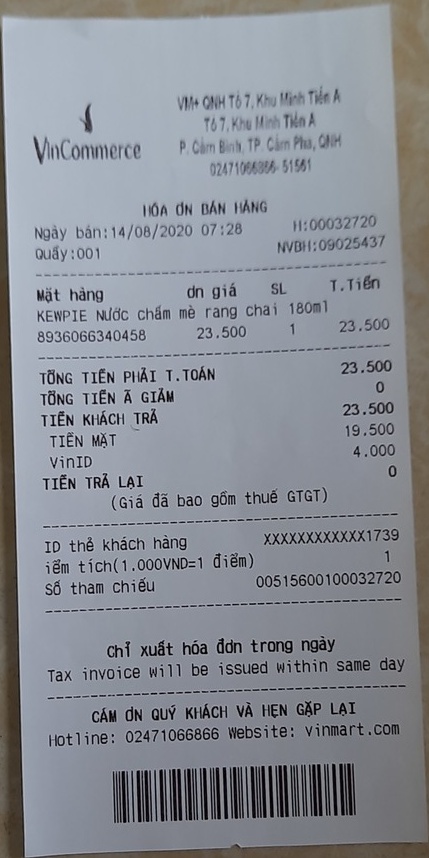 VinCommerce
VM+ QNH Tổ 7, Khu Minh Tiến A
Tổ 7, Khu Minh Tiến A
P. Cẩm Bình, TP. Cẩm Phả, QNH
02471066866-51561
HÓA ƠN BÁN HÀNG
Ngày bán:14/08/2020 07:28 H:00032720
Quầy:001 NVBH:09025437
Mặt hàng ơn giá SL T.Tiền
KEWPIE Nước chấm mè rang chai 180ml
8936066340458 23.500 1 23.500
TỔNG TIỀN PHẢI T.TOÁN 23.500
TỔNG TIỀN Ã GIẢM 0
TIỀN KHÁCH TRẢ 23.500
TIỀN MẶT 19.500
VinID 4.000
TIỀN TRẢ LẠI 0
(Giá đã bao gồm thuế GTGT)
ID thẻ khách hàng XXXXXXXXXXXX1739
iểm tích(1.000VND=1 điểm) 1
Số tham chiếu 00515600100032720
Chỉ xuất hóa đơn trong ngày
Tax invoice will be issued within same day
CÁM ƠN QUÝ KHÁCH VÀ HẸN GẶP LẠI
Hotline: 02471066866 Website: vinmart.com